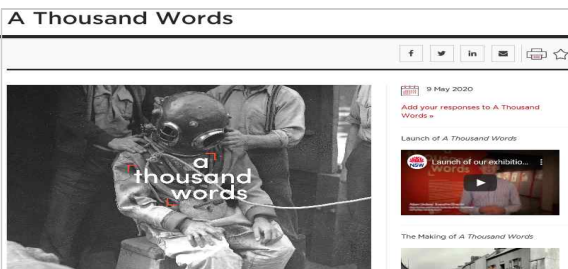 A Thousand Words
9 May 2020
Add your responses to A Thousand
Words »
Launch of A Thousand Words
a
thousand
words
NSW
Launch of our exhibitio...
The Making of A Thousand Words